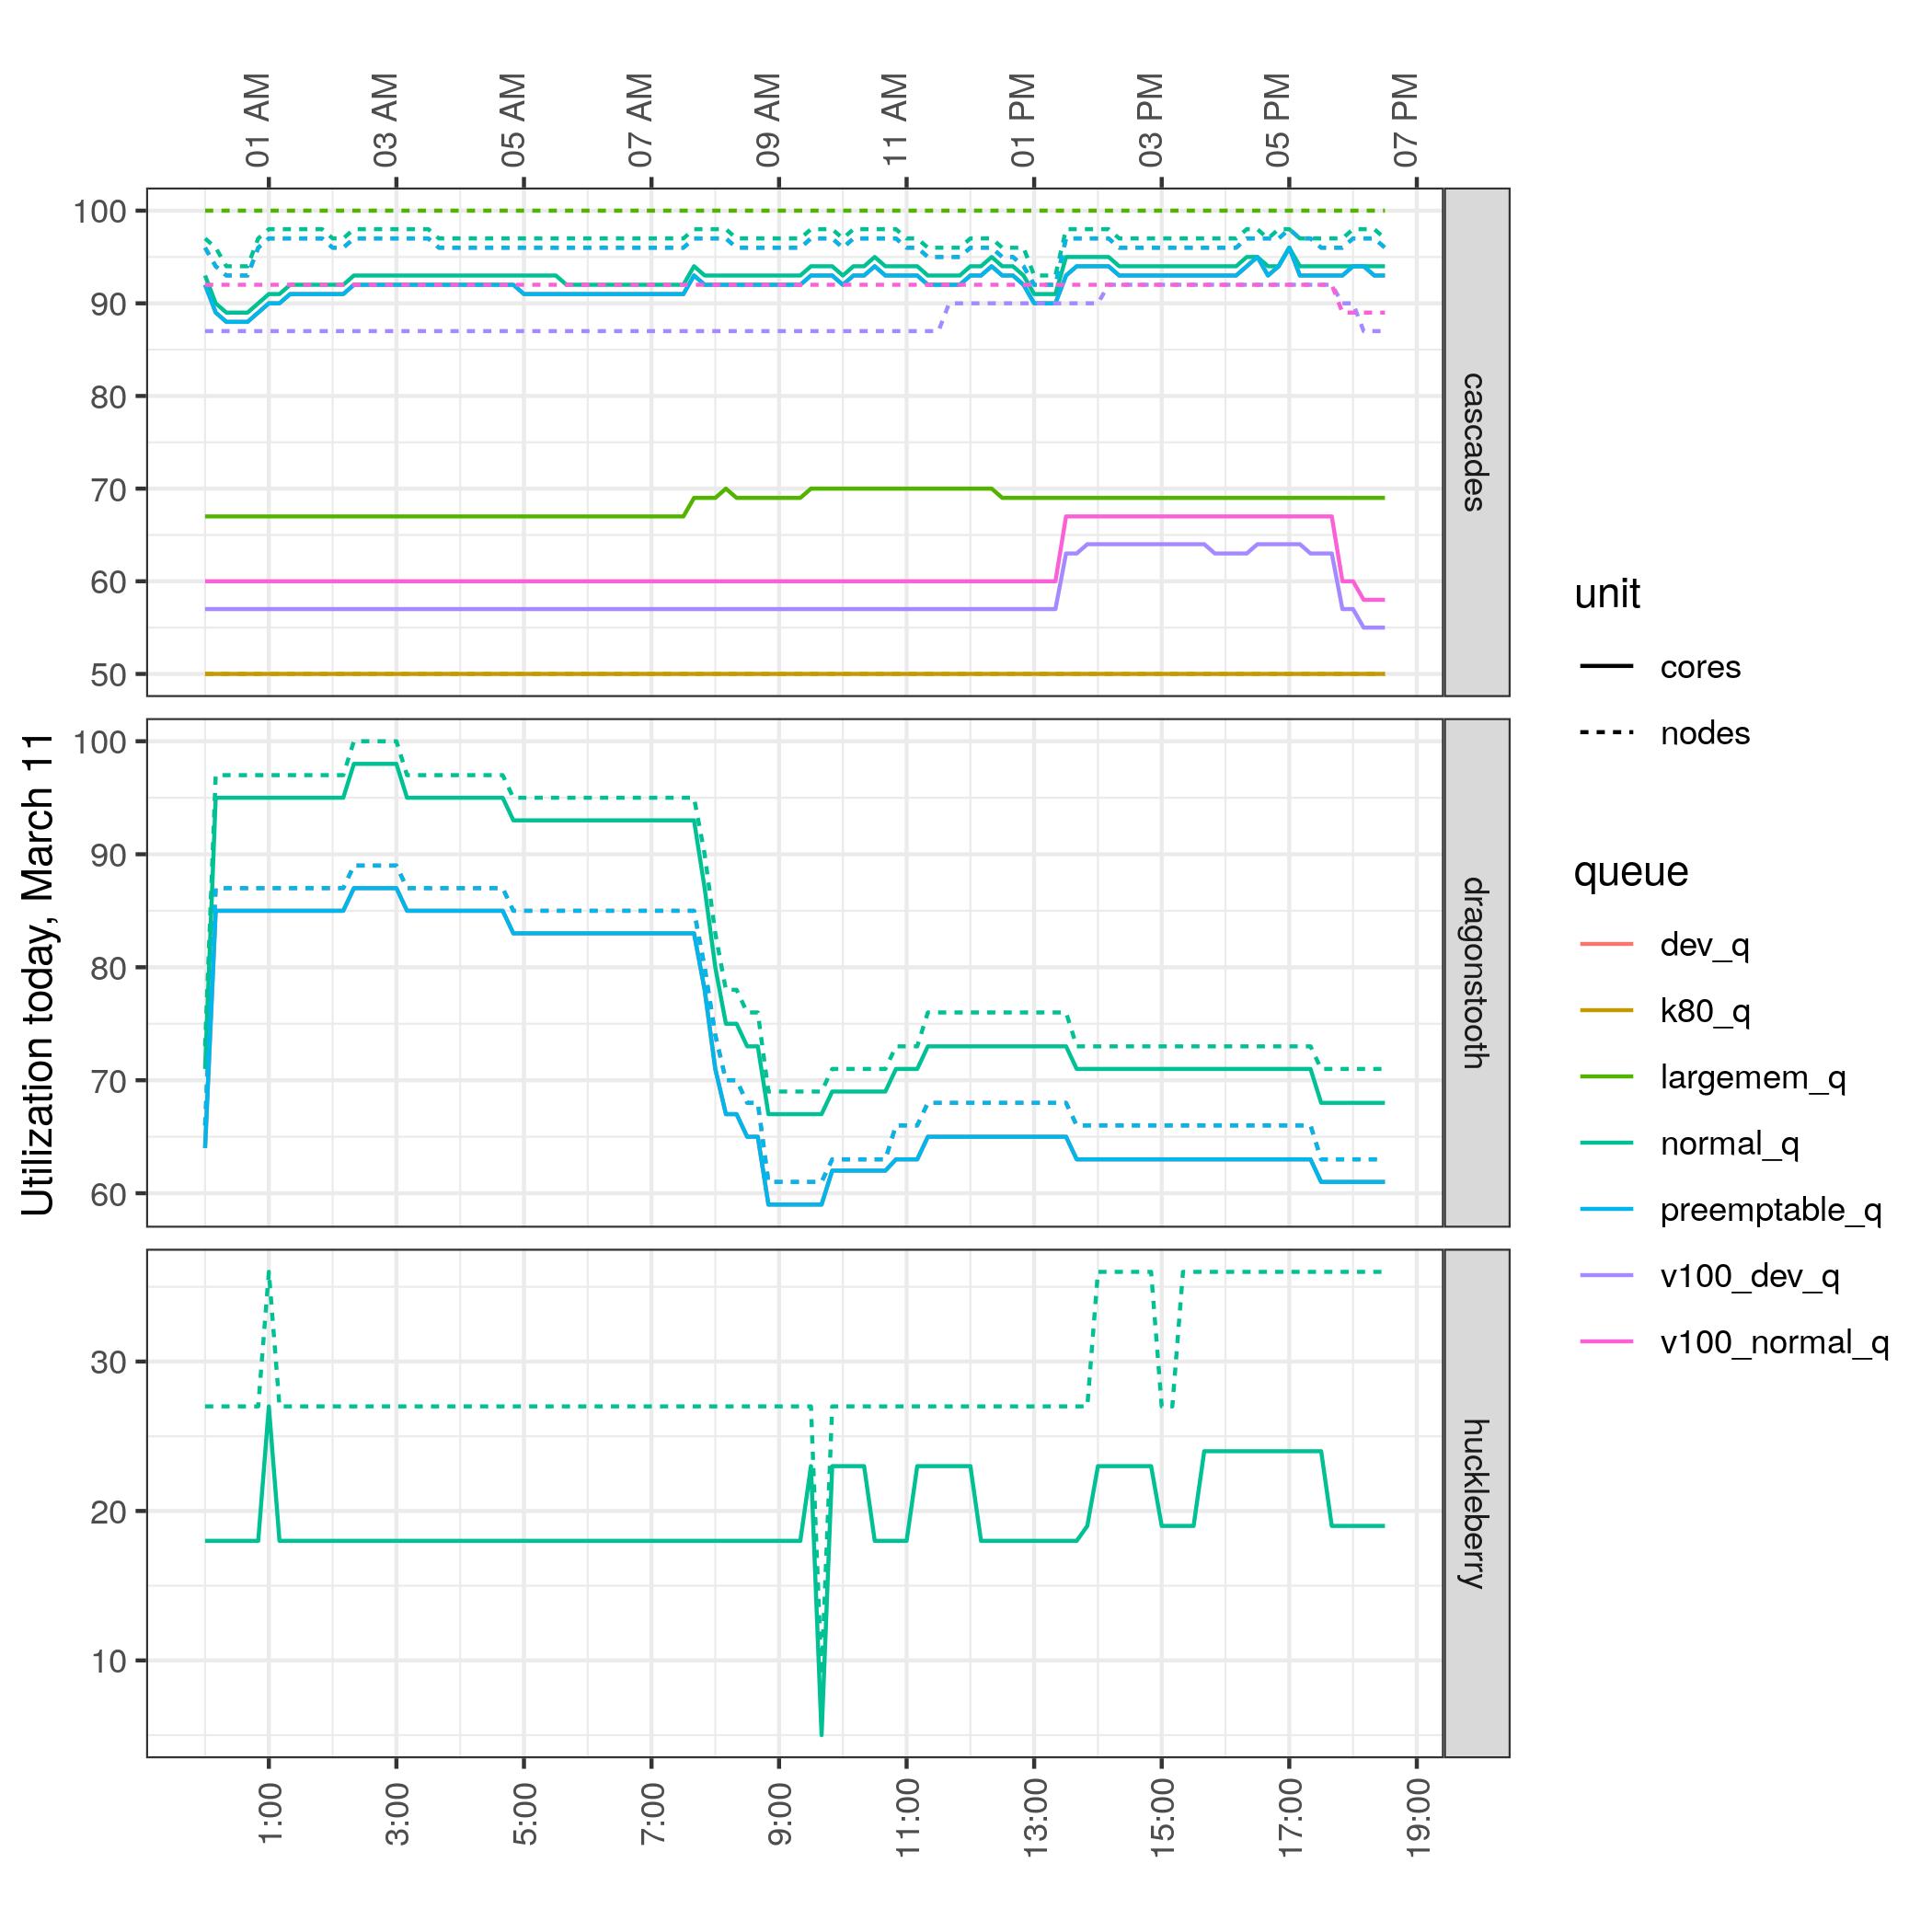 01 AM 03 AM 05 AM 07 AM 09 AM 11 AM 01 PM 03 PM 05 PM 07 PM
Utilization today, March 11
100
90
80
70
60
50
cascades
100
90
80
70
60
dragonstooth
30
20
10
huckleberry
1:00 3:00 5:00 7:00 9:00 11:00 13:00 15:00 17:00 19:00
unit
cores
nodes
queue
dev_q
k80_q
largemem_q
normal_q
preemptable_q
v100_dev_q
v100_normal_q